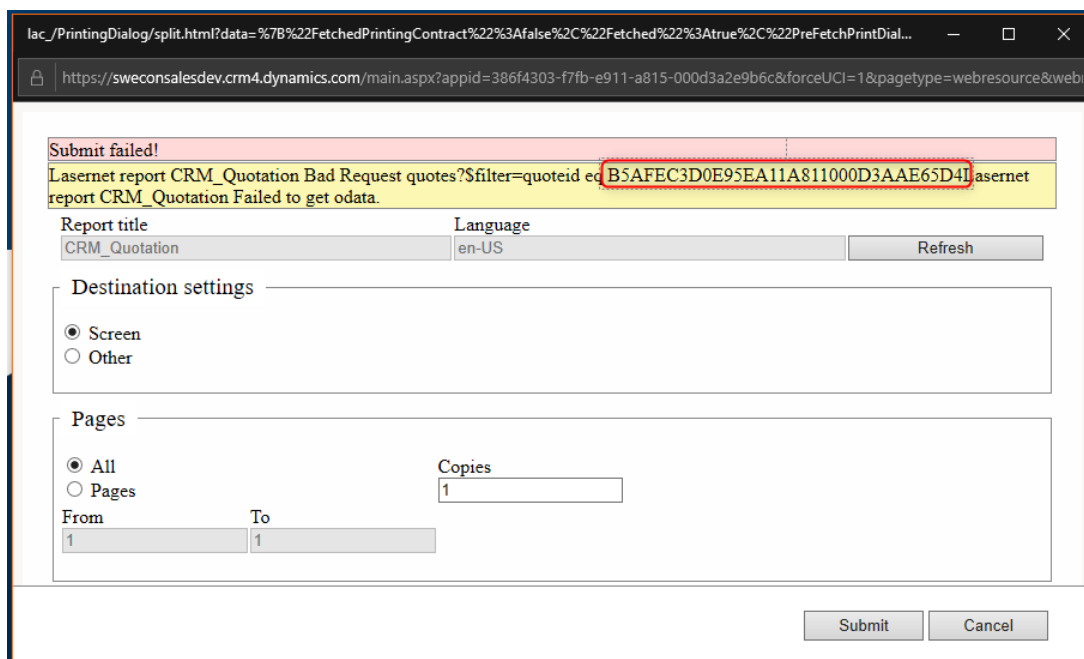 lac_/PrintingDialog/split.html?data=%7B%22FetchedPrintingContract%22%3Afalse%2C%22Fetched%22%3Atrue%2C%22PreFetchPrintDial...
https://sweconsalesdev.crm4.dynamics.com/main.aspx?appid=386f4303-f7fb-e911-a815-000d3a2e9b6c&forceUCI=1&pagetype=webresource&webi
Submit failed!
Lasernet report CRM_Quotation Bad Request quotes?$filter=quoteid eq B5AFEC3D0E95EA11A811000D3AAE65D4Lasernet
report CRM_Quotation Failed to get odata.
Report title Language
CRM_Quotation en-US Refresh
Destination settings
Screen
Other
Pages
All Copies
Pages 1
From To
1 1
Submit Cancel